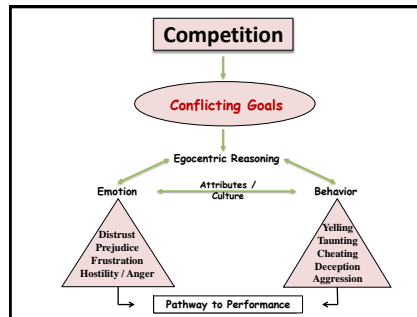 Competition
Conflicting Goals
Egocentric Reasoning
Emotion
Attributes /
Culture
Behavior
Distrust
Prejudice
Frustration
Hostility / Anger
Yelling
Taunting
Cheating
Deception
Aggression
Pathway to Performance